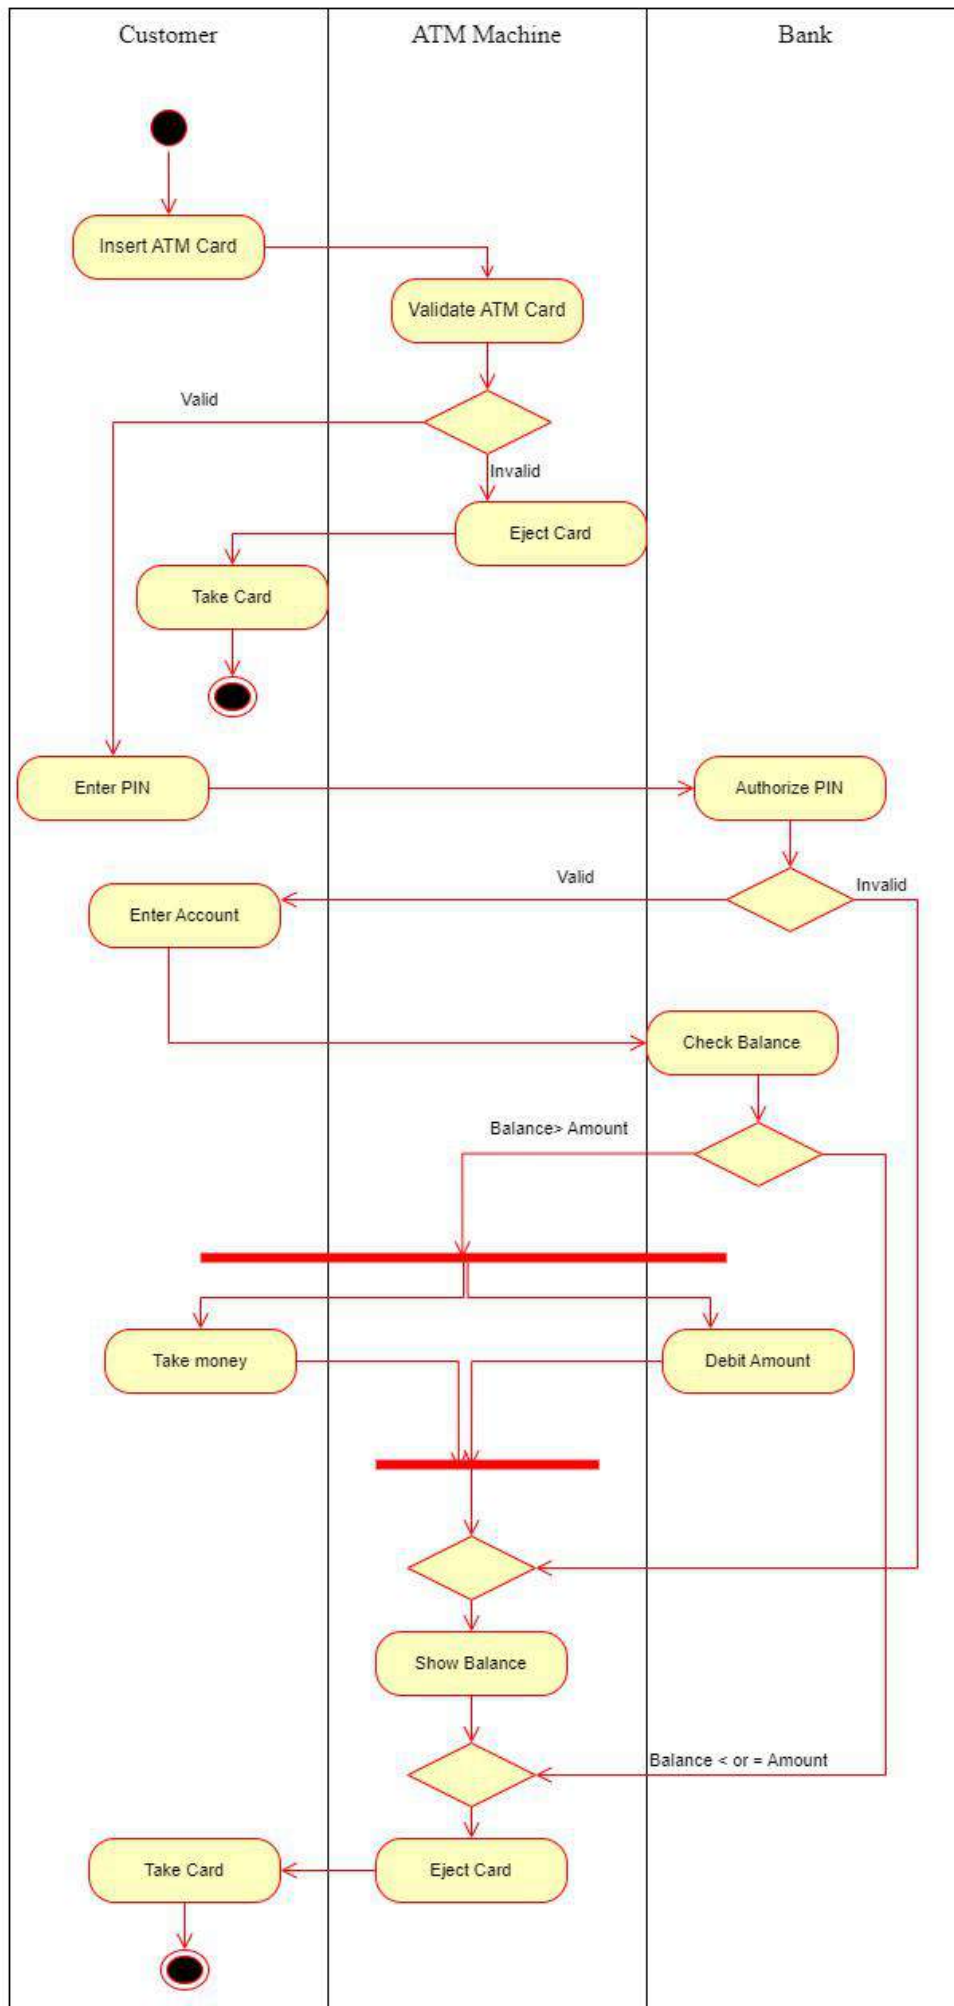 Customer
ATM Machine
Bank
Insert ATM Card
Validate ATM Card
Valid
Invalid
Eject Card
Take Card
Enter PIN
Authorize PIN
Valid
Invalid
Enter Account
Check Balance
Balance> Amount
Take money
Debit Amount
Show Balance
Balance < or = Amount
Take Card
Eject Card